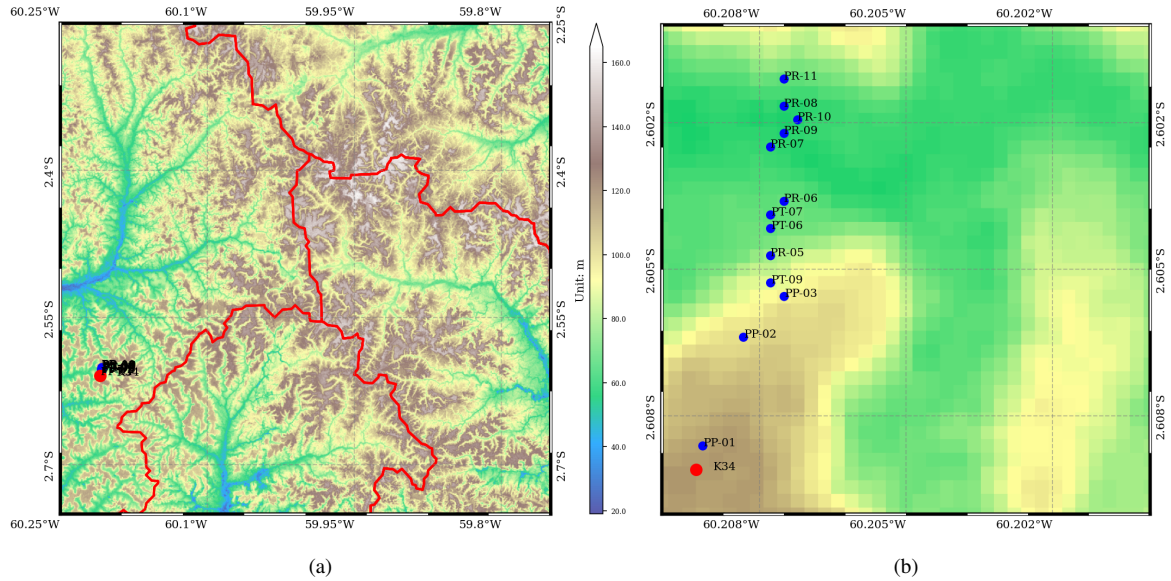 60.25°W 60.1°W 59.95°W 59.8°W
2.25°S
2.4°S 2.4°S
2.55°S 2.55°S
2.7°S 2.7°S
60.25°W 60.1°W 59.95°W 59.8°W
K34
160.0
140.0
120.0
100.0
80.0
60.0
40.0
20.0
Unit: m
(a)
60.208°W 60.205°W 60.202°W
2.602°S 2.602°S
2.605°S 2.605°S
2.608°S 2.608°S
60.208°W 60.205°W 60.202°W
PR-11
PR-08
PR-10
PR-09
PR-07
PR-06
PT-07
PT-06
PR-05
PT-09
PP-03
PP-02
PP-01
K34
(b)